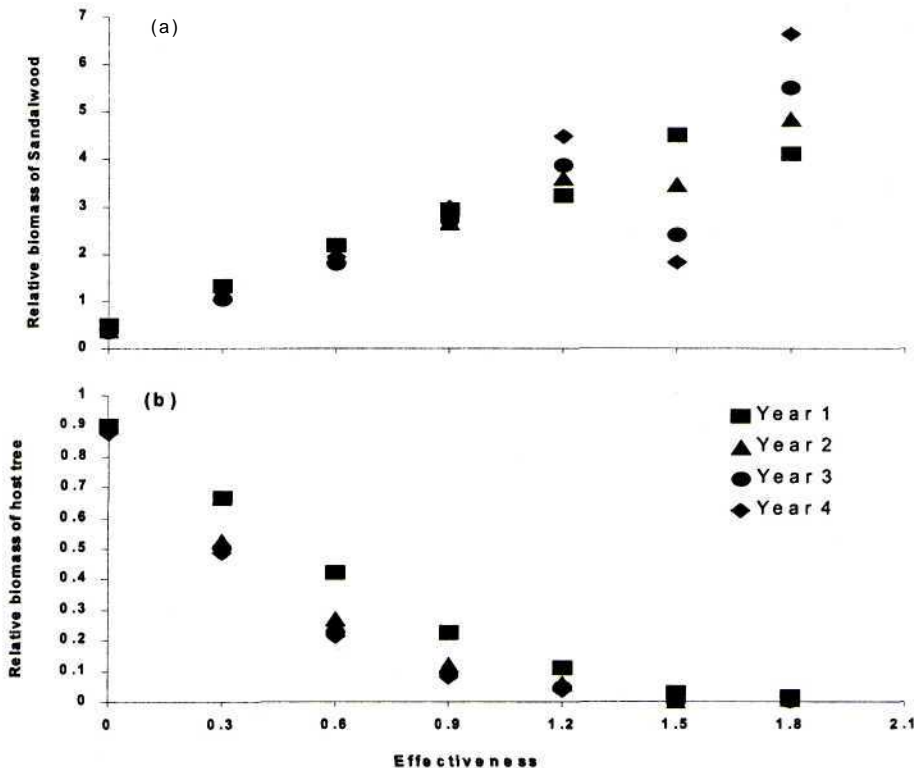 (a)
Relative biomass of Sandalwood
7
6
5
4
3
2
1
0
(b)
Relative biomass of host tree
1
0.9
0.8
0.7
0.6
0.5
0.4
0.3
0.2
0.1
0
Year 1
Year 2
Year 3
Year 4
0 0.3 0.6 0.9 1.2 1.5 1.8 2.1
Effectiveness